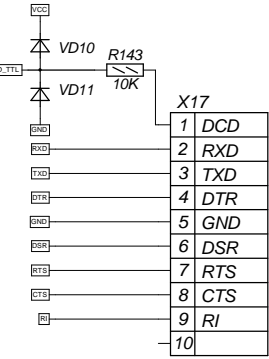 VCC
VD10
R143
_TTL
VD11
10K
X17
GND
1 DCD
RXD 2 RXD
TXD 3 TXD
DTR 4 DTR
GND 5 GND
DSR 6 DSR
RTS 7 RTS
CTS 8 CTS
RI 9 RI
10